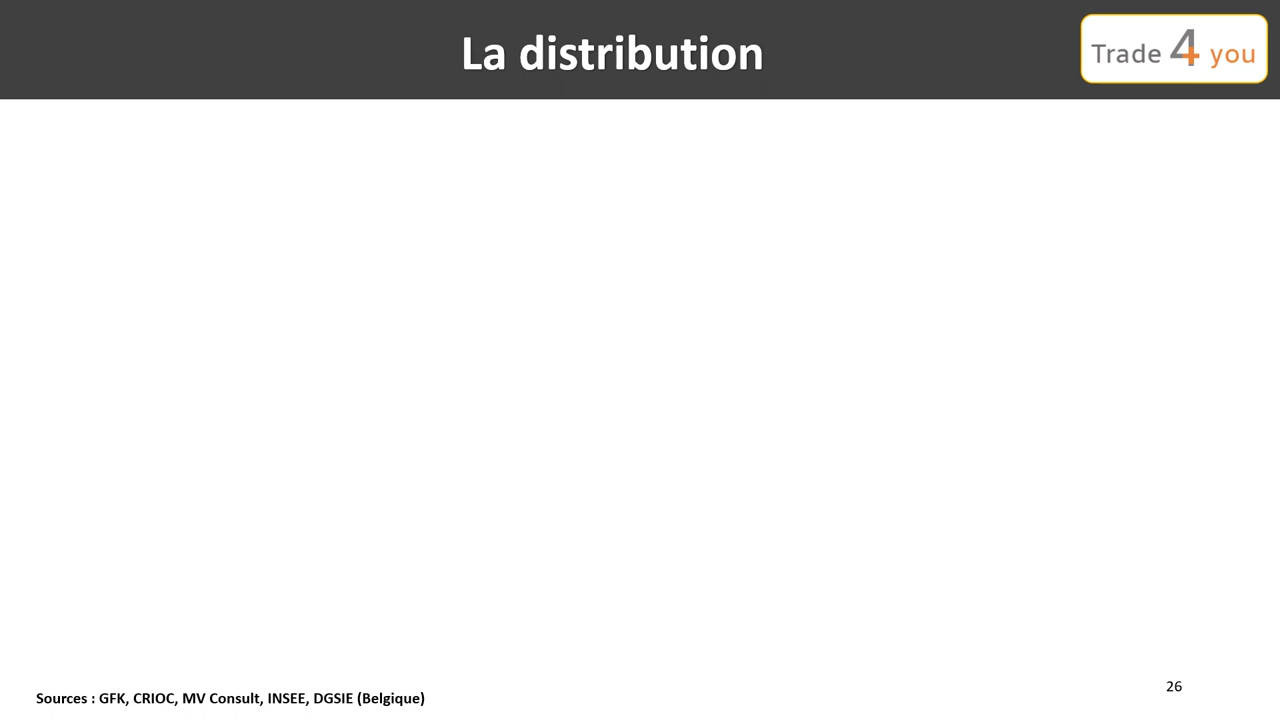 La distribution
Trade 4 you
Sources : GFK, CRIOC, MV Consult, INSEE, DGSIE (Belgique)
26